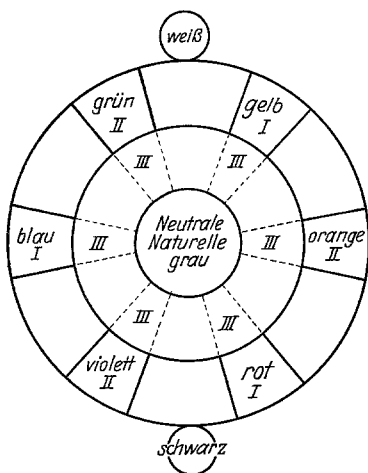 weiß
grün
II
gelb
I
III
III
blau
I
III
Neutrale
Naturelle
grau
III
orange
II
III
III
violett
II
rot
I
schwarz